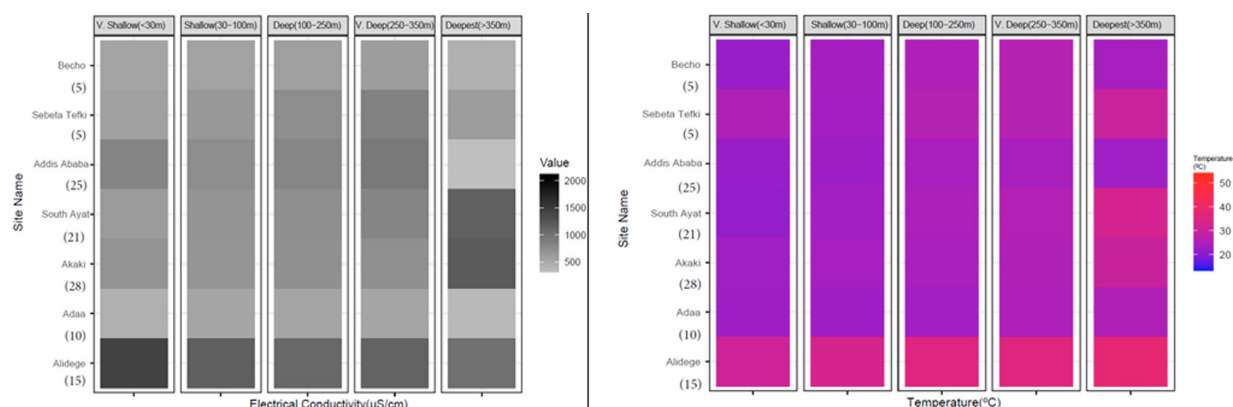 V. Shallow(<30m) Shallow(30−100m) Deep(100−250m) V. Deep(250−350m) Deepest(>350m)
Becho
(5)
Sebeta Tefki
(5)
Addis Ababa
(25)
South Ayat
(21)
Akaki
(28)
Adaa
(10)
Alidege
(15)
Site Name
Electrical Conductivity(uS/cm)
Value
2000
1500
1000
500
V. Shallow(<30m) Shallow(30−100m) Deep(100−250m) V. Deep(250−350m) Deepest(>350m)
Becho
(5)
Sebeta Tefki
(5)
Addis Ababa
(25)
South Ayat
(21)
Akaki
(28)
Adaa
(10)
Alidege
(15)
Site Name
Temperature(ºC)
Temperature
(ºC)
50
40
30
20